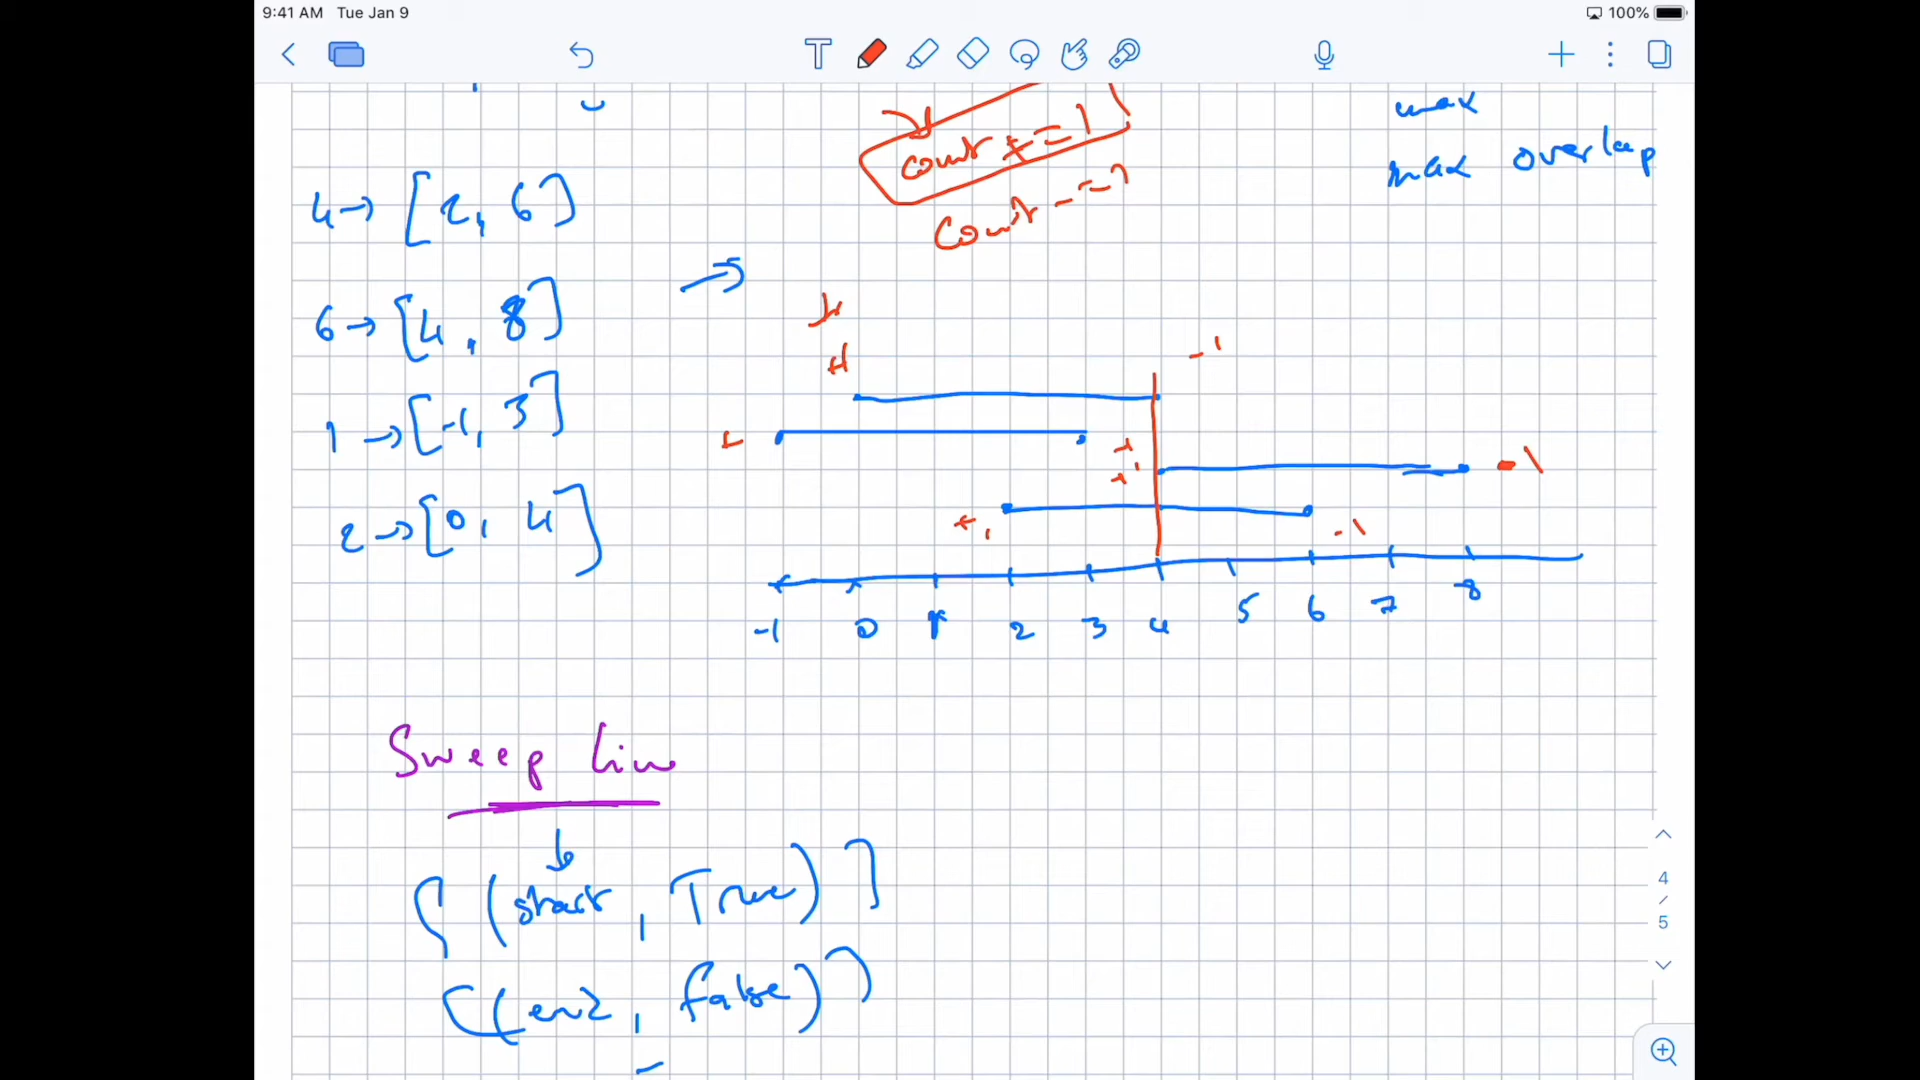 9:41 AM Tue Jan 9
100%
max
count += 1
max overlap
count -= 1
4 → [2, 6]
6 → [4, 8]
1 → [-1, 3]
2 → [0, 4]
+1
-1
+1
-1
+1
-1
-1 0 1 2 3 4 5 6 7 8
Sweep Line
[(start, True)]
[(end, false)]
4
/
5